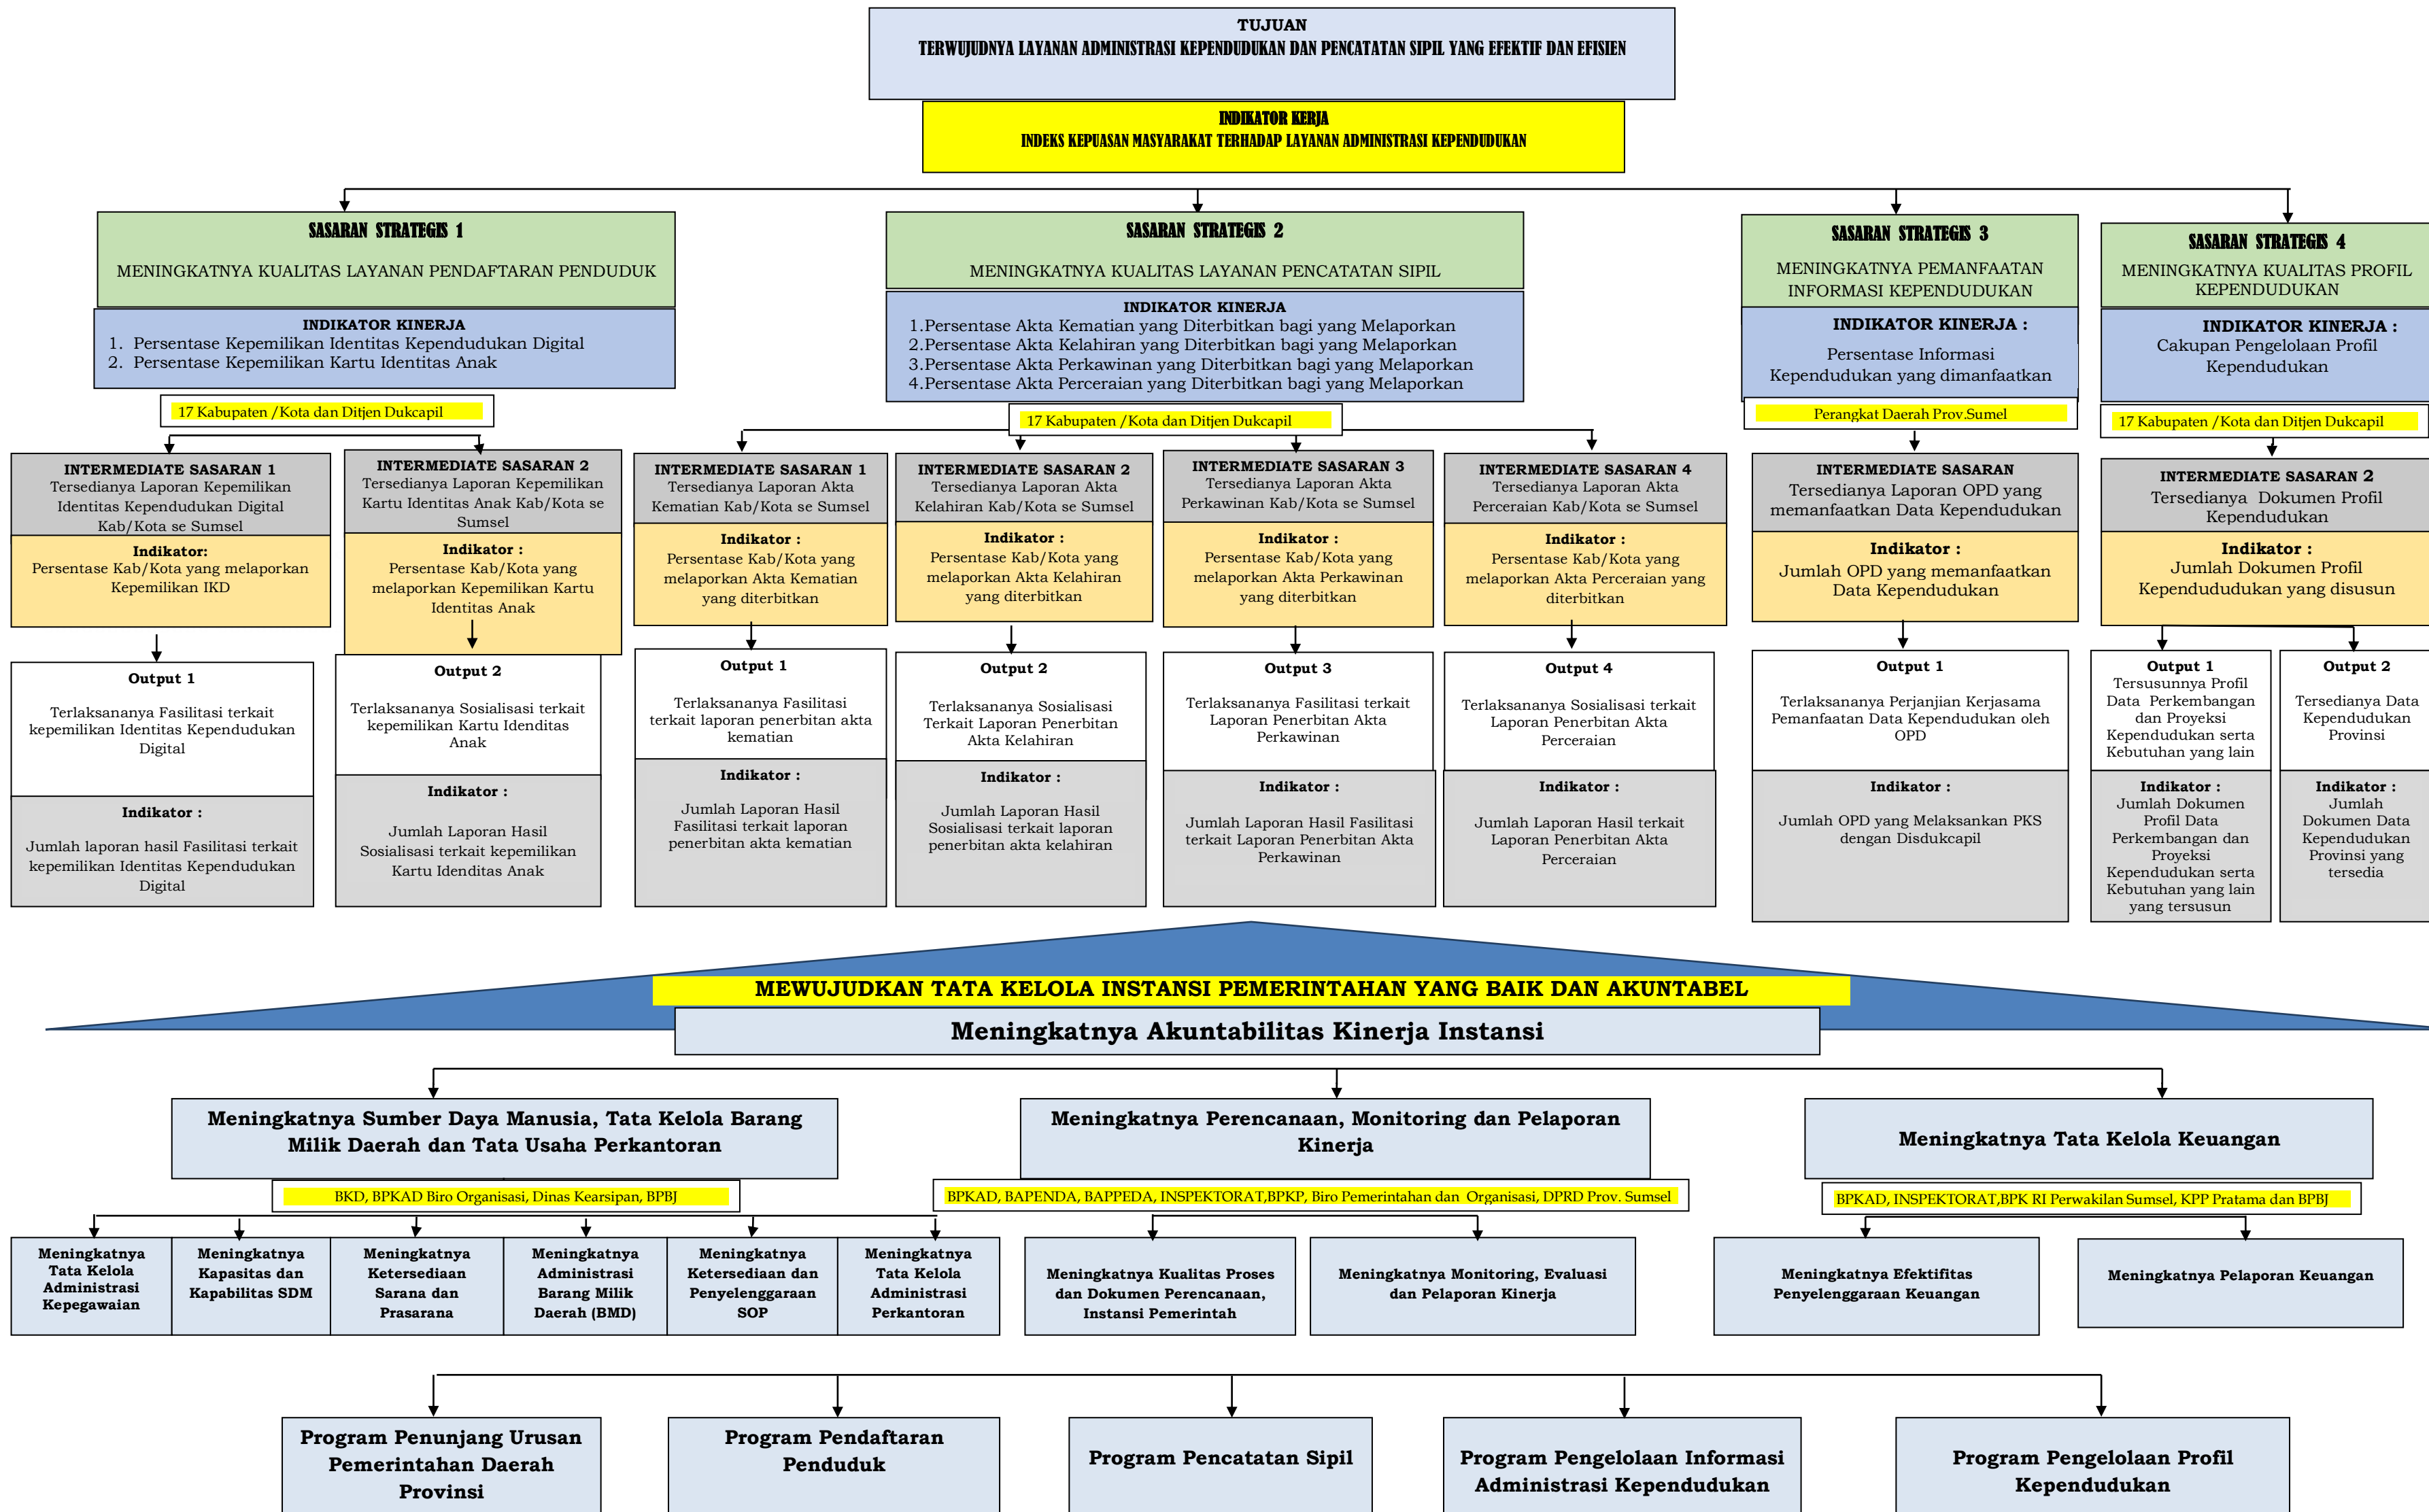 TUJUAN
TERWUJUDNYA LAYANAN ADMINISTRASI KEPENDUDUKAN DAN PENCATATAN SIPIL YANG EFEKTIF DAN EFISIEN
INDIKATOR KERJA
INDEKS KEPUASAN MASYARAKAT TERHADAP LAYANAN ADMINISTRASI KEPENDUDUKAN
SASARAN STRATEGIS 1
MENINGKATNYA KUALITAS LAYANAN PENDAFTARAN PENDUDUK
INDIKATOR KINERJA
1. Persentase Kepemilikan Identitas Kependudukan Digital
2. Persentase Kepemilikan Kartu Identitas Anak
17 Kabupaten /Kota dan Ditjen Dukcapil
SASARAN STRATEGIS 2
MENINGKATNYA KUALITAS LAYANAN PENCATATAN SIPIL
INDIKATOR KINERJA
1.Persentase Akta Kematian yang Diterbitkan bagi yang Melaporkan
2.Persentase Akta Kelahiran yang Diterbitkan bagi yang Melaporkan
3.Persentase Akta Perkawinan yang Diterbitkan bagi yang Melaporkan
4.Persentase Akta Perceraian yang Diterbitkan bagi yang Melaporkan
17 Kabupaten /Kota dan Ditjen Dukcapil
SASARAN STRATEGIS 3
MENINGKATNYA PEMANFAATAN
INFORMASI KEPENDUDUKAN
INDIKATOR KINERJA :
Persentase Informasi
Kependudukan yang dimanfaatkan
Perangkat Daerah Prov.Sumel
SASARAN STRATEGIS 4
MENINGKATNYA KUALITAS PROFIL
KEPENDUDUKAN
INDIKATOR KINERJA :
Cakupan Pengelolaan Profil
Kependudukan
17 Kabupaten /Kota dan Ditjen Dukcapil
INTERMEDIATE SASARAN 1
Tersedianya Laporan Kepemilikan
Identitas Kependudukan Digital
Kab/Kota se Sumsel
Indikator:
Persentase Kab/Kota yang melaporkan
Kepemilikan IKD
INTERMEDIATE SASARAN 2
Tersedianya Laporan Kepemilikan
Kartu Identitas Anak Kab/Kota se
Sumsel
Indikator :
Persentase Kab/Kota yang
melaporkan Kepemilikan Kartu
Identitas Anak
INTERMEDIATE SASARAN 1
Tersedianya Laporan Akta
Kematian Kab/Kota se Sumsel
Indikator :
Persentase Kab/Kota yang
melaporkan Akta Kematian
yang diterbitkan
INTERMEDIATE SASARAN 2
Tersedianya Laporan Akta
Kelahiran Kab/Kota se Sumsel
Indikator :
Persentase Kab/Kota yang
melaporkan Akta Kelahiran
yang diterbitkan
INTERMEDIATE SASARAN 3
Tersedianya Laporan Akta
Perkawinan Kab/Kota se Sumsel
Indikator :
Persentase Kab/Kota yang
melaporkan Akta Perkawinan
yang diterbitkan
INTERMEDIATE SASARAN 4
Tersedianya Laporan Akta
Perceraian Kab/Kota se Sumsel
Indikator :
Persentase Kab/Kota yang
melaporkan Akta Perceraian yang
diterbitkan
INTERMEDIATE SASARAN
Tersedianya Laporan OPD yang
memanfaatkan Data Kependudukan
Indikator :
Jumlah OPD yang memanfaatkan
Data Kependudukan
INTERMEDIATE SASARAN 2
Tersedianya Dokumen Profil
Kependudukan
Indikator :
Jumlah Dokumen Profil
Kependududukan yang disusun
Output 1
Terlaksananya Fasilitasi terkait
kepemilikan Identitas Kependudukan
Digital
Indikator :
Jumlah laporan hasil Fasilitasi terkait
kepemilikan Identitas Kependudukan
Digital
Output 2
Terlaksananya Sosialisasi terkait
kepemilikan Kartu Idenditas
Anak
Indikator :
Jumlah Laporan Hasil
Sosialisasi terkait kepemilikan
Kartu Idenditas Anak
Output 1
Terlaksananya Fasilitasi
terkait laporan penerbitan akta
kematian
Indikator :
Jumlah Laporan Hasil
Fasilitasi terkait laporan
penerbitan akta kematian
Output 2
Terlaksananya Sosialisasi
Terkait Laporan Penerbitan
Akta Kelahiran
Indikator :
Jumlah Laporan Hasil
Sosialisasi terkait laporan
penerbitan akta kelahiran
Output 3
Terlaksananya Fasilitasi terkait
Laporan Penerbitan Akta
Perkawinan
Indikator :
Jumlah Laporan Hasil Fasilitasi
terkait Laporan Penerbitan Akta
Perkawinan
Output 4
Terlaksananya Sosialisasi terkait
Laporan Penerbitan Akta
Perceraian
Indikator :
Jumlah Laporan Hasil terkait
Laporan Penerbitan Akta
Perceraian
Output 1
Terlaksananya Perjanjian Kerjasama
Pemanfaatan Data Kependudukan oleh
OPD
Indikator :
Jumlah OPD yang Melaksankan PKS
dengan Disdukcapil
Output 1
Tersusunnya Profil
Data Perkembangan
dan Proyeksi
Kependudukan serta
Kebutuhan yang lain
Indikator :
Jumlah Dokumen
Profil Data
Perkembangan dan
Proyeksi
Kependudukan serta
Kebutuhan yang lain
yang tersusun
Output 2
Tersedianya Data
Kependudukan
Provinsi
Indikator :
Jumlah
Dokumen Data
Kependudukan
Provinsi yang
tersedia
MEWUJUDKAN TATA KELOLA INSTANSI PEMERINTAHAN YANG BAIK DAN AKUNTABEL
Meningkatnya Akuntabilitas Kinerja Instansi
Meningkatnya Sumber Daya Manusia, Tata Kelola Barang
Milik Daerah dan Tata Usaha Perkantoran
BKD, BPKAD Biro Organisasi, Dinas Kearsipan, BPBJ
Meningkatnya Perencanaan, Monitoring dan Pelaporan
Kinerja
BPKAD, BAPENDA, BAPPEDA, INSPEKTORAT,BPKP, Biro Pemerintahan dan Organisasi, DPRD Prov. Sumsel
Meningkatnya Tata Kelola Keuangan
BPKAD, INSPEKTORAT,BPK RI Perwakilan Sumsel, KPP Pratama dan BPBJ
Meningkatnya
Tata Kelola
Administrasi
Kepegawaian
Meningkatnya
Kapasitas dan
Kapabilitas SDM
Meningkatnya
Ketersediaan
Sarana dan
Prasarana
Meningkatnya
Administrasi
Barang Milik
Daerah (BMD)
Meningkatnya
Ketersediaan dan
Penyelenggaraan
SOP
Meningkatnya
Tata Kelola
Administrasi
Perkantoran
Meningkatnya Kualitas Proses
dan Dokumen Perencanaan,
Instansi Pemerintah
Meningkatnya Monitoring, Evaluasi
dan Pelaporan Kinerja
Meningkatnya Efektifitas
Penyelenggaraan Keuangan
Meningkatnya Pelaporan Keuangan
Program Penunjang Urusan
Pemerintahan Daerah
Provinsi
Program Pendaftaran
Penduduk
Program Pencatatan Sipil
Program Pengelolaan Informasi
Administrasi Kependudukan
Program Pengelolaan Profil
Kependudukan